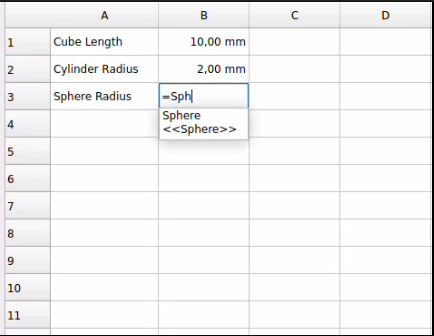 A B C D
1 Cube Length 10,00 mm
2 Cylinder Radius 2,00 mm
3 Sphere Radius =Sph
Sphere
4 <<Sphere>>
5
6
7
8
9
10
11